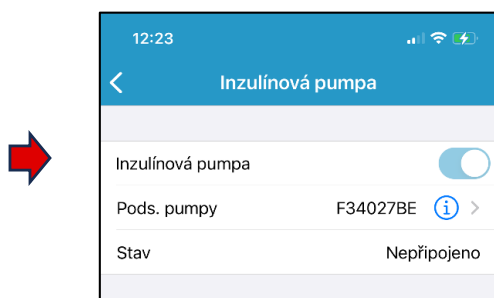 12:23
Inzulínová pumpa
Inzulínová pumpa
Pods. pumpy F34027BE
Stav Nepřipojeno